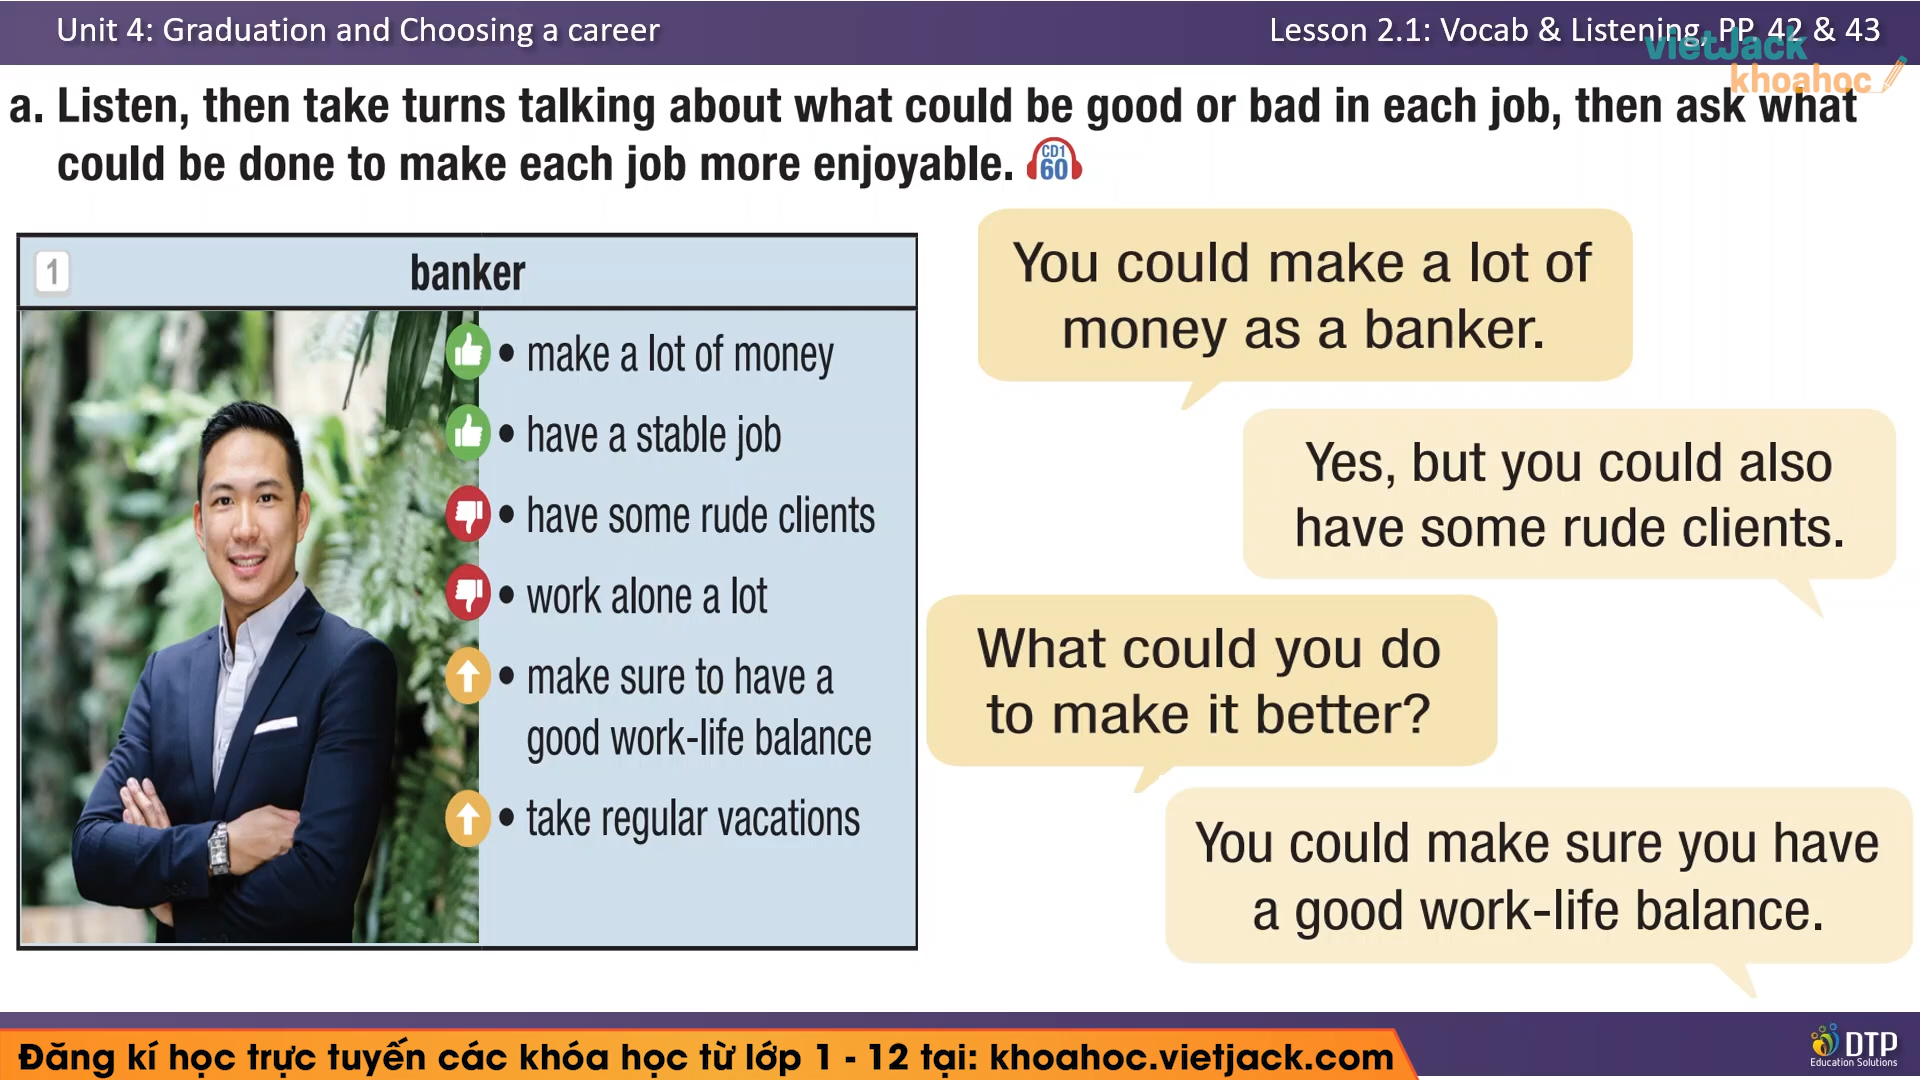 Unit 4: Graduation and Choosing a career
Lesson 2.1: Vocab & Listening, PP. 42 & 43
vietJack
khoahoc
a. Listen, then take turns talking about what could be good or bad in each job, then ask what
could be done to make each job more enjoyable.
CD1
60
1
banker
• make a lot of money
• have a stable job
• have some rude clients
• work alone a lot
• make sure to have a
good work-life balance
• take regular vacations
You could make a lot of
money as a banker.
Yes, but you could also
have some rude clients.
What could you do
to make it better?
You could make sure you have
a good work-life balance.
Đăng kí học trực tuyến các khóa học từ lớp 1 - 12 tại: khoahoc.vietjack.com
DTP
Education Solutions